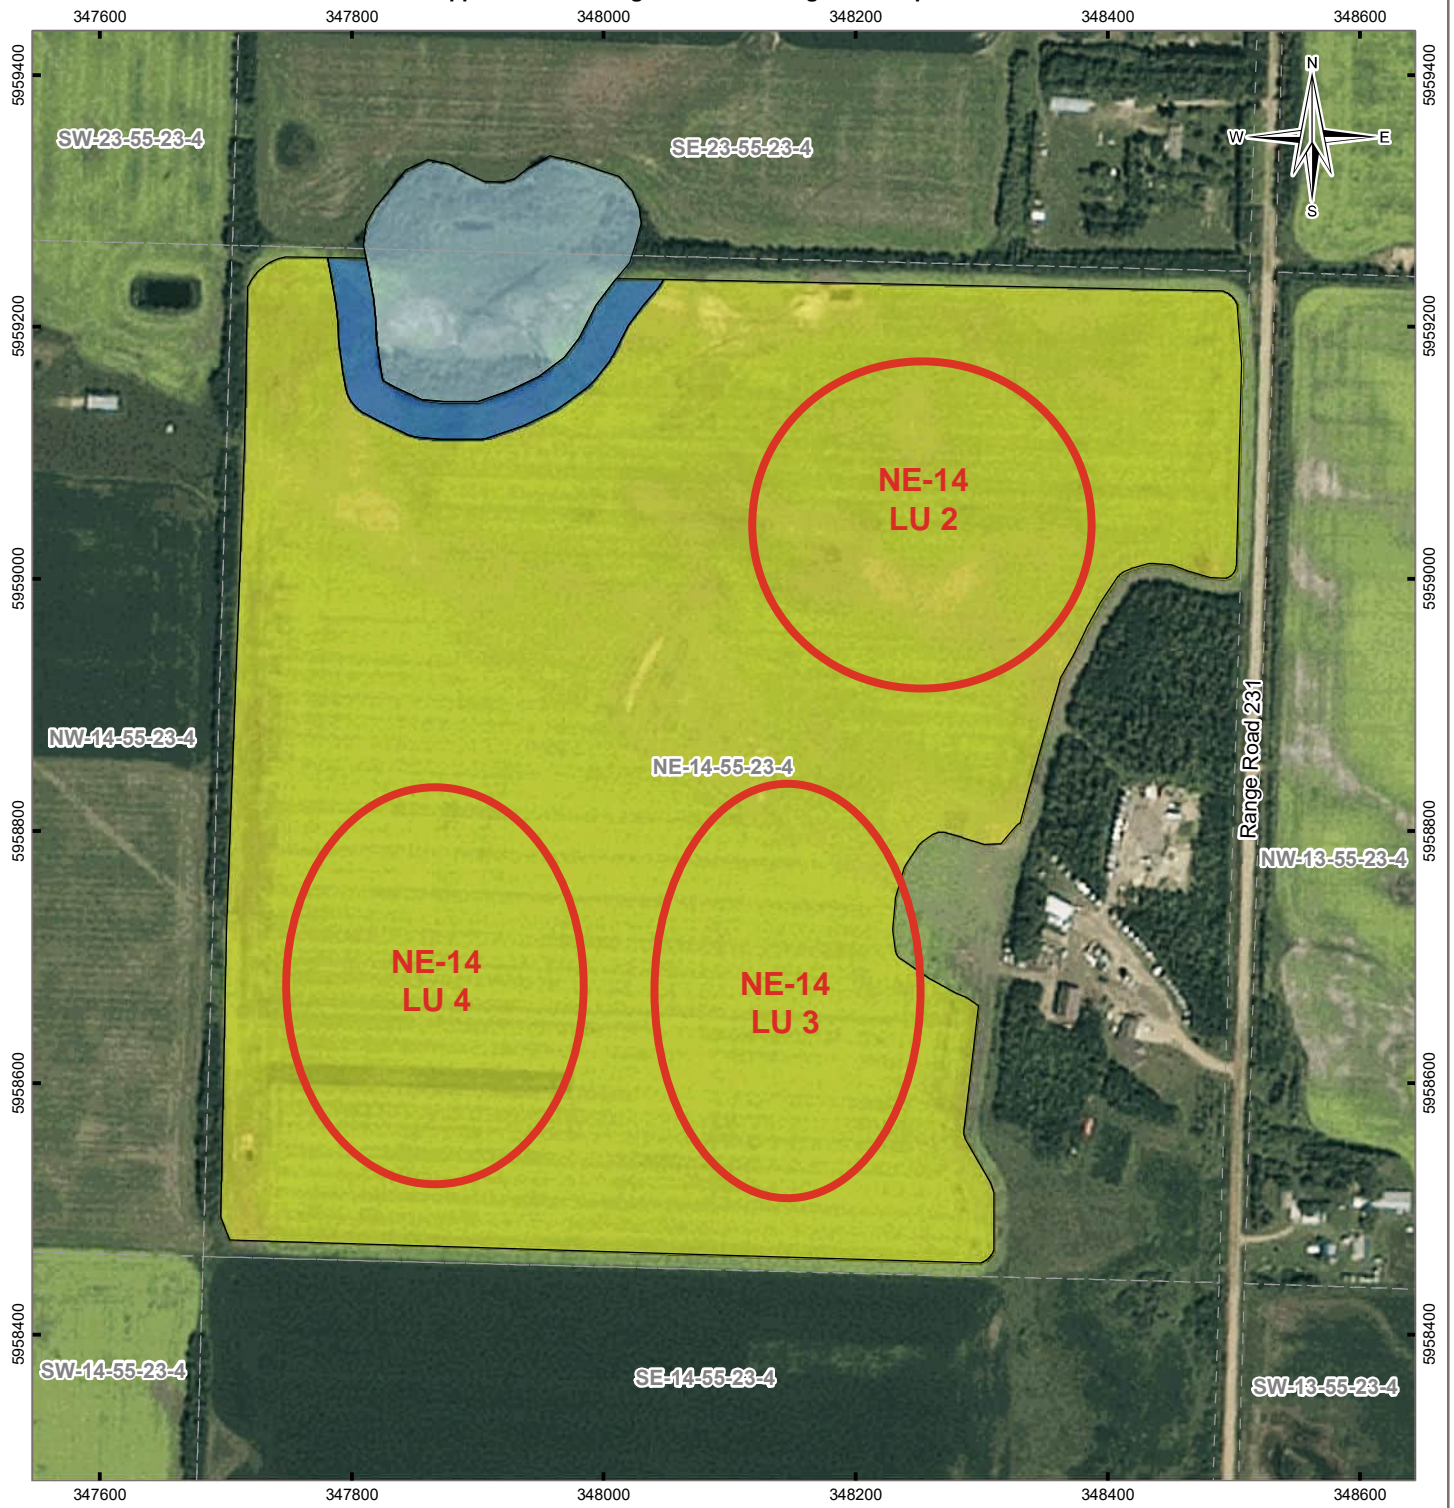 347600 347800 348000 348200 348400 348600
5959400 5959400
N
W E
S
SW-23-55-23-4
SE-23-55-23-4
5959200 5959200
NE-14
LU 2
5959000 5959000
Range Road 231
NW-14-55-23-4
NE-14-55-23-4
5958800 5958800
NW-13-55-23-4
NE-14
LU 4
NE-14
LU 3
5958600 5958600
5958400 5958400
SW-14-55-23-4
SE-14-55-23-4
SW-13-55-23-4
347600 347800 348000 348200 348400 348600